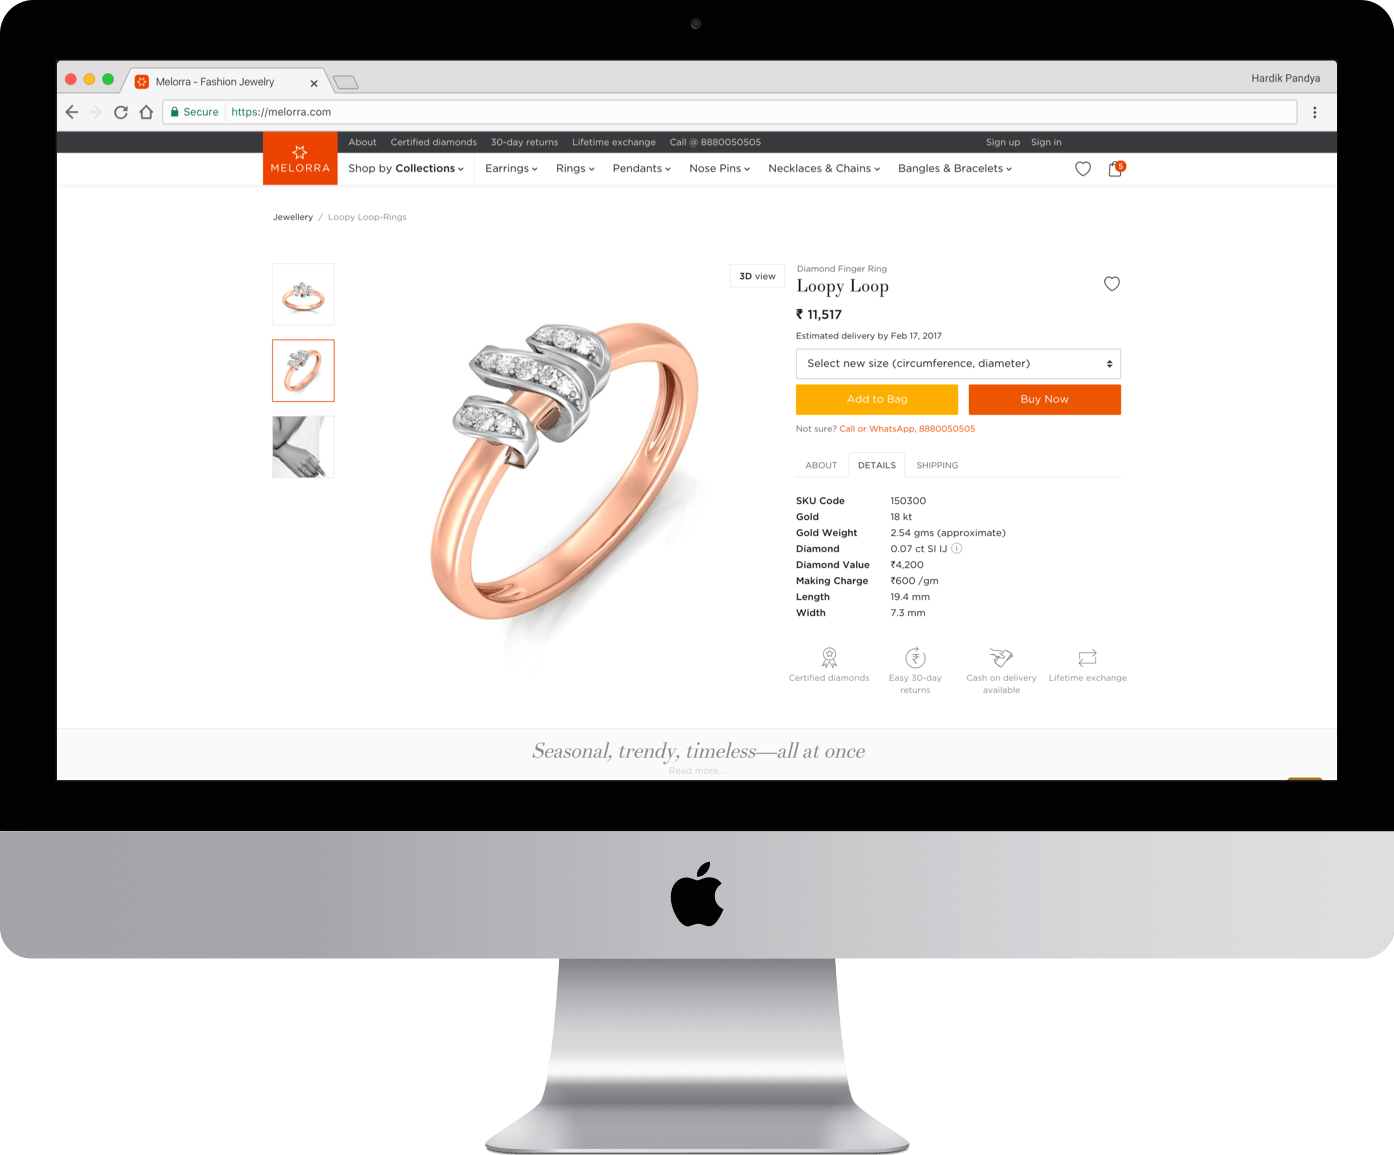 Melorra - Fashion Jewelry
Hardik Pandya
Secure https://melorra.com
About Certified diamonds 30-day returns Lifetime exchange Call @ 8880050505 Sign up Sign in
MELORRA
Shop by Collections Earrings Rings Pendants Nose Pins Necklaces & Chains Bangles & Bracelets 5
Jewellery / Loopy Loop-Rings
3D view
Diamond Finger Ring
Loopy Loop
₹ 11,517
Estimated delivery by Feb 17, 2017
Select new size (circumference, diameter)
Add to Bag Buy Now
Not sure? Call or WhatsApp, 8880050505
ABOUT DETAILS SHIPPING
SKU Code 150300
Gold 18 kt
Gold Weight 2.54 gms (approximate)
Diamond 0.07 ct SI IJ
Diamond Value ₹4,200
Making Charge ₹600 /gm
Length 19.4 mm
Width 7.3 mm
Certified diamonds
Easy 30-day
returns
Cash on delivery
available
Lifetime exchange
Seasonal, trendy, timeless—all at once
Read more...